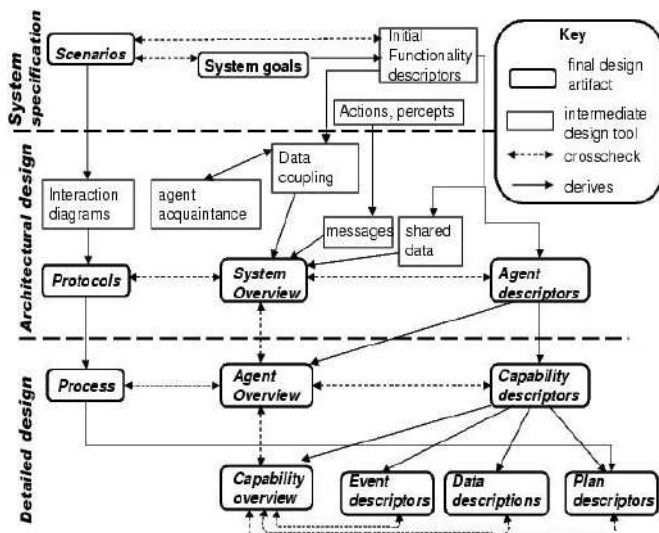 System
specification
Scenarios
System goals
Initial
Functionality
descriptors
Actions, percepts
Key
final design
artifact
intermediate
design tool
crosscheck
derives
Architectural design
Interaction
diagrams
agent
acquaintance
Data
coupling
messages
shared
data
Protocols
System
Overview
Agent
descriptors
Detailed design
Process
Agent
Overview
Capability
descriptors
Capability
overview
Event
descriptors
Data
descriptions
Plan
descriptors